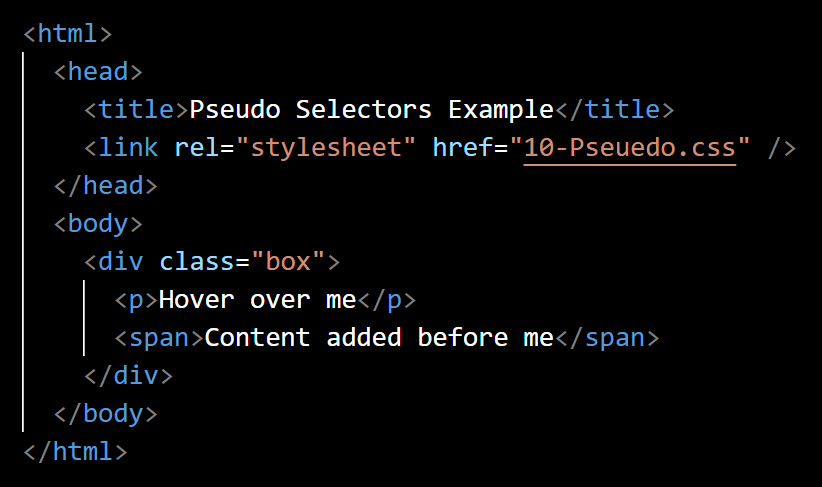 <html>
<head>
<title>Pseudo Selectors Example</title>
<link rel="stylesheet" href="10-Pseuedo.css" />
</head>
<body>
<div class="box">
<p>Hover over me</p>
<span>Content added before me</span>
</div>
</body>
</html>